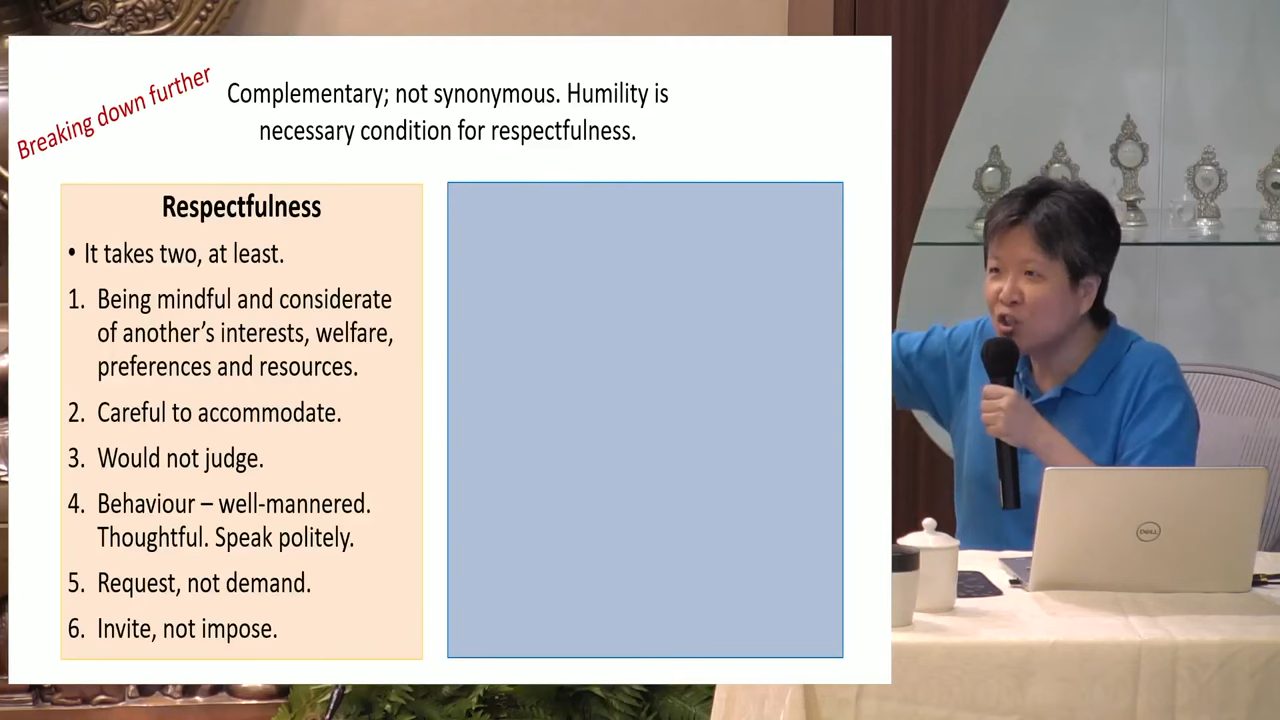 Breaking down further
Complementary; not synonymous. Humility is
necessary condition for respectfulness.
Respectfulness
• It takes two, at least.
1. Being mindful and considerate
of another's interests, welfare,
preferences and resources.
2. Careful to accommodate.
3. Would not judge.
4. Behaviour – well-mannered.
Thoughtful. Speak politely.
5. Request, not demand.
6. Invite, not impose.
DELL